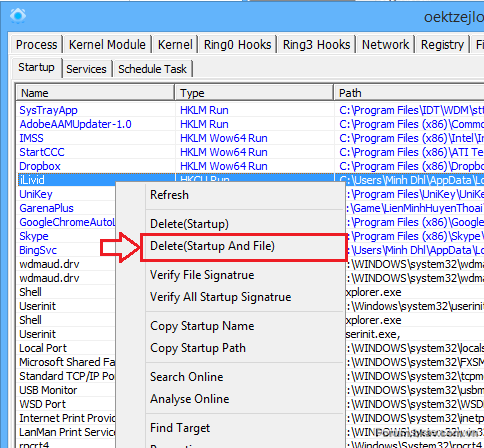 oektzejlo
Process Kernel Module Kernel Ring0 Hooks Ring3 Hooks Network Registry Fi
Startup Services Schedule Task
Name Type Path
SysTrayApp HKLM Run C:\Program Files\IDT\WDM\stt
AdobeAAMUpdater-1.0 HKLM Run C:\Program Files (x86)\Commo
IMSS HKLM Wow64 Run C:\Program Files (x86)\Intel\In
StartCCC HKLM Wow64 Run C:\Program Files (x86)\ATI Te
Dropbox HKLM Wow64 Run C:\Program Files (x86)\Dropbo
iLivid HKCU Run C:\Users\Minh Dhl\AppData\Lo
UniKey :\Program Files\UniKey\UniKe
GarenaPlus :\Game\LienMinhHuyenThoai
GoogleChromeAutoL :\Program Files (x86)\Google
Skype :\Program Files (x86)\Skype\
BingSvc :\Users\Minh Dhl\AppData\Lo
wdmaud.drv :\WINDOWS\system32\wdma
wdmaud.drv :\WINDOWS\system32\wdma
Shell xplorer.exe
Userinit :\Windows\system32\userinit
Shell xplorer.exe
Userinit serinit.exe,
Local Port :\WINDOWS\system32\locals
Microsoft Shared Fa :\WINDOWS\system32\FXSM
Standard TCP/IP Po :\WINDOWS\system32\tcpm
USB Monitor :\WINDOWS\system32\usbm
WSD Port :\WINDOWS\system32\WSD
Internet Print Provid :\WINDOWS\system32\inetp
LanMan Print Service :\WINDOWS\system32
rpcrt4 :\WINDOWS\system32\rpcrt4
Refresh
Delete(Startup)
Delete(Startup And File)
Verify File Signatrue
Verify All Startup Signatrue
Copy Startup Name
Copy Startup Path
Search Online
Analyse Online
Find Target
Forum.bkav.com.vn